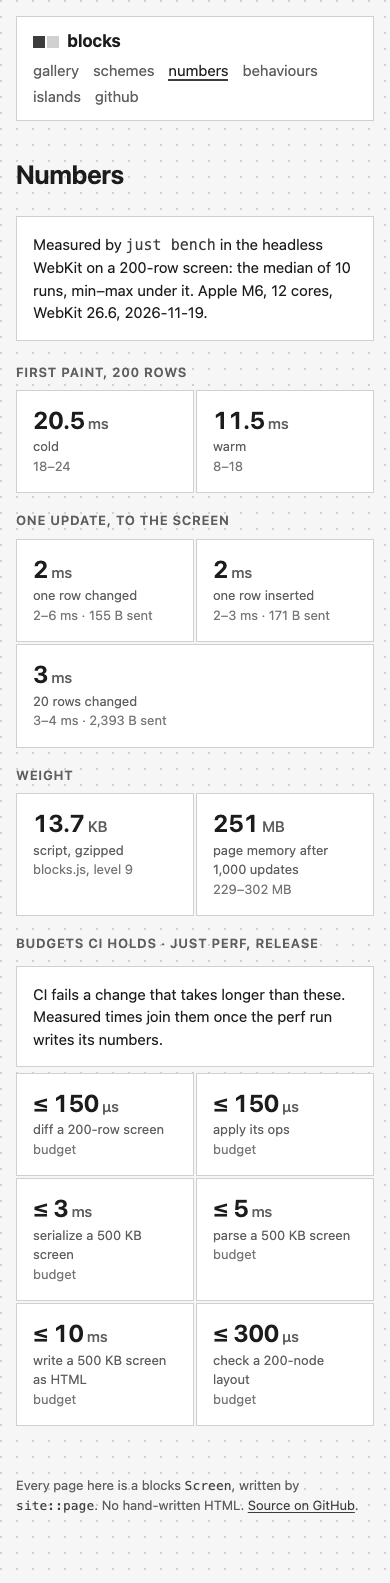 blocks
gallery schemes numbers behaviours
islands github
Numbers
Measured by just bench in the headless
WebKit on a 200-row screen: the median of 10
runs, min–max under it. Apple M6, 12 cores,
WebKit 26.6, 2026-11-19.
FIRST PAINT, 200 ROWS
20.5 ms
cold
18–24
11.5 ms
warm
8–18
ONE UPDATE, TO THE SCREEN
2 ms
one row changed
2–6 ms · 155 B sent
2 ms
one row inserted
2–3 ms · 171 B sent
3 ms
20 rows changed
3–4 ms · 2,393 B sent
WEIGHT
13.7 KB
script, gzipped
blocks.js, level 9
251 MB
page memory after
1,000 updates
229–302 MB
BUDGETS CI HOLDS · JUST PERF, RELEASE
CI fails a change that takes longer than these.
Measured times join them once the perf run
writes its numbers.
≤ 150 µs
diff a 200-row screen
budget
≤ 150 µs
apply its ops
budget
≤ 3 ms
serialize a 500 KB
screen
budget
≤ 5 ms
parse a 500 KB screen
budget
≤ 10 ms
write a 500 KB screen
as HTML
budget
≤ 300 µs
check a 200-node
layout
budget
Every page here is a blocks Screen, written by
site::page. No hand-written HTML. Source on GitHub.